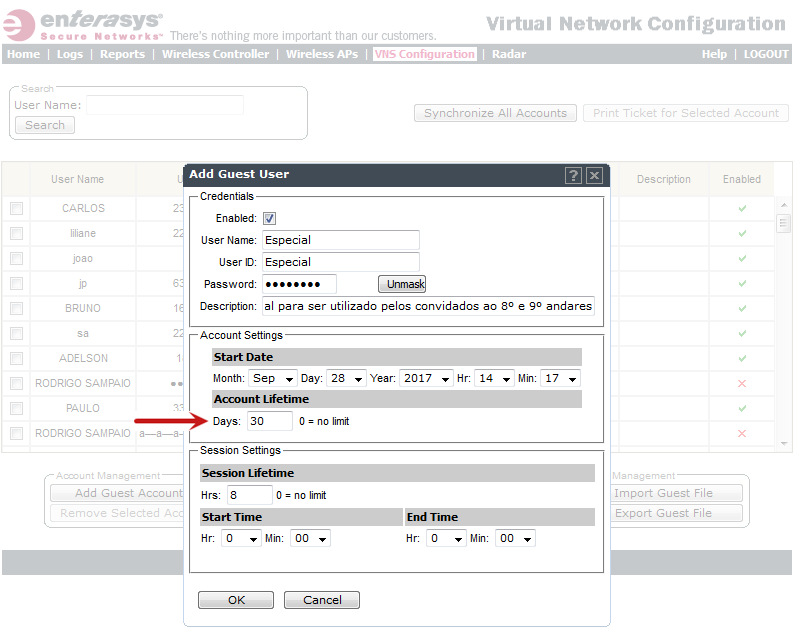 enterasys
Secure Networks™ There's nothing more important than our customers.
Virtual Network Configuration
Home | Logs | Reports | Wireless Controller | Wireless APs | VNS Configuration | Radar
Help | LOGOUT
Search
User Name:
Search
Synchronize All Accounts
Print Ticket for Selected Account
User Name
Description
Enabled
CARLOS 23
liliane 22
joao
jp 63
BRUNO 16
sa 22
ADELSON
RODRIGO SAMPAIO ●●
PAULO 33
RODRIGO SAMPAIO a—a—a-
Add Guest User
? X
Credentials
Enabled:
User Name: Especial
User ID: Especial
Password: ●●●●●●●● Unmask
Description: al para ser utilizado pelos convidados ao 8º e 9º andares
Account Settings
Start Date
Month: Sep Day: 28 Year: 2017 Hr: 14 Min: 17
Account Lifetime
Days: 30 0 = no limit
Session Settings
Session Lifetime
Hrs: 8 0 = no limit
Start Time End Time
Hr: 0 Min: 00 Hr: 0 Min: 00
OK Cancel
Account Management
Add Guest Account
Remove Selected Acc
Management
Import Guest File
Export Guest File